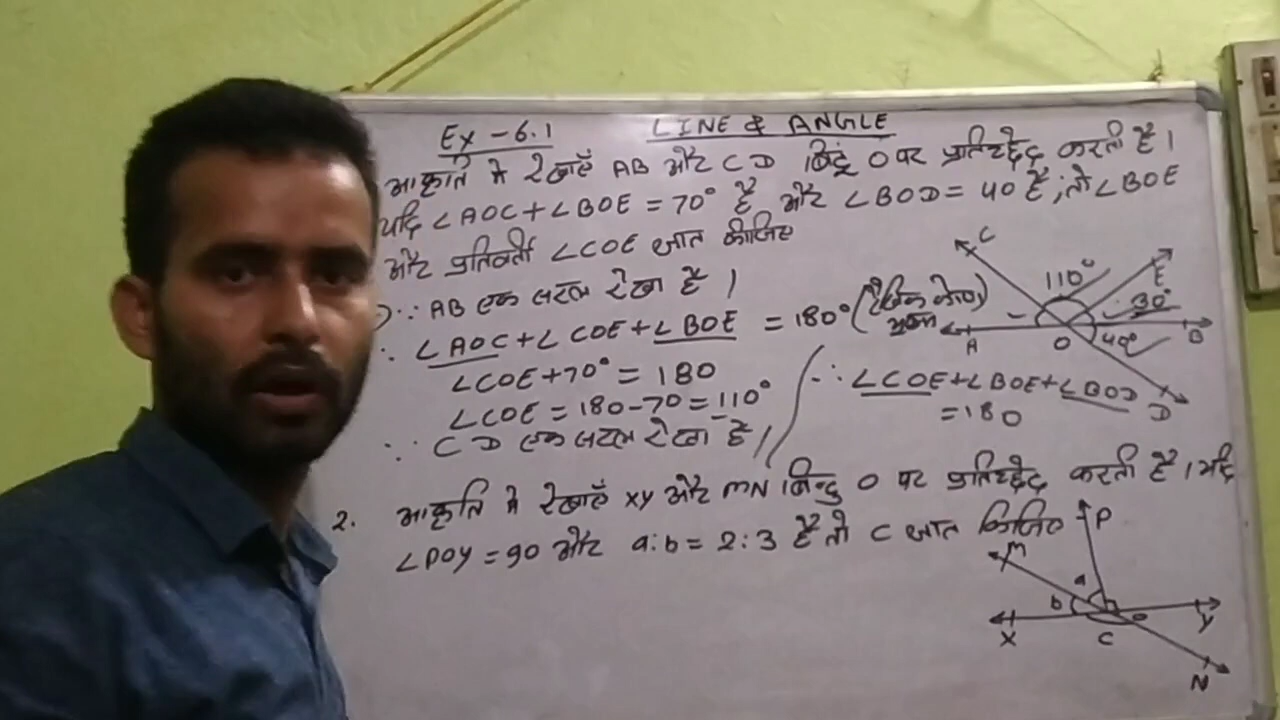 Ex - 6.1 LINE & ANGLE
आकृति मे रेखाएँ AB और CD बिंदु O पर प्रतिच्छेद करती है।
यदि ∠AOC+∠BOE = 70° है और ∠BOD = 40 है; तो ∠BOE
और प्रतिवर्ती ∠COE ज्ञात कीजिए
∵ AB एक सरल रेखा है।
∴ ∠AOC+∠COE+∠BOE = 180° (रैखिक कोण युग्म)
∠COE+70° = 180
∠COE = 180-70 = 110°
∵ CD एक सरल रेखा है।
∴ ∠COE+∠BOE+∠BOD
=180
C
E
110°
30°
A
O
40°
B
D
2. आकृति मे रेखाएँ XY और MN बिन्दु O पर प्रतिच्छेद करती है। यदि
∠POY = 90 और a:b = 2:3 है तो C ज्ञात किजिए
P
M
a
b
X
C
O
Y
N